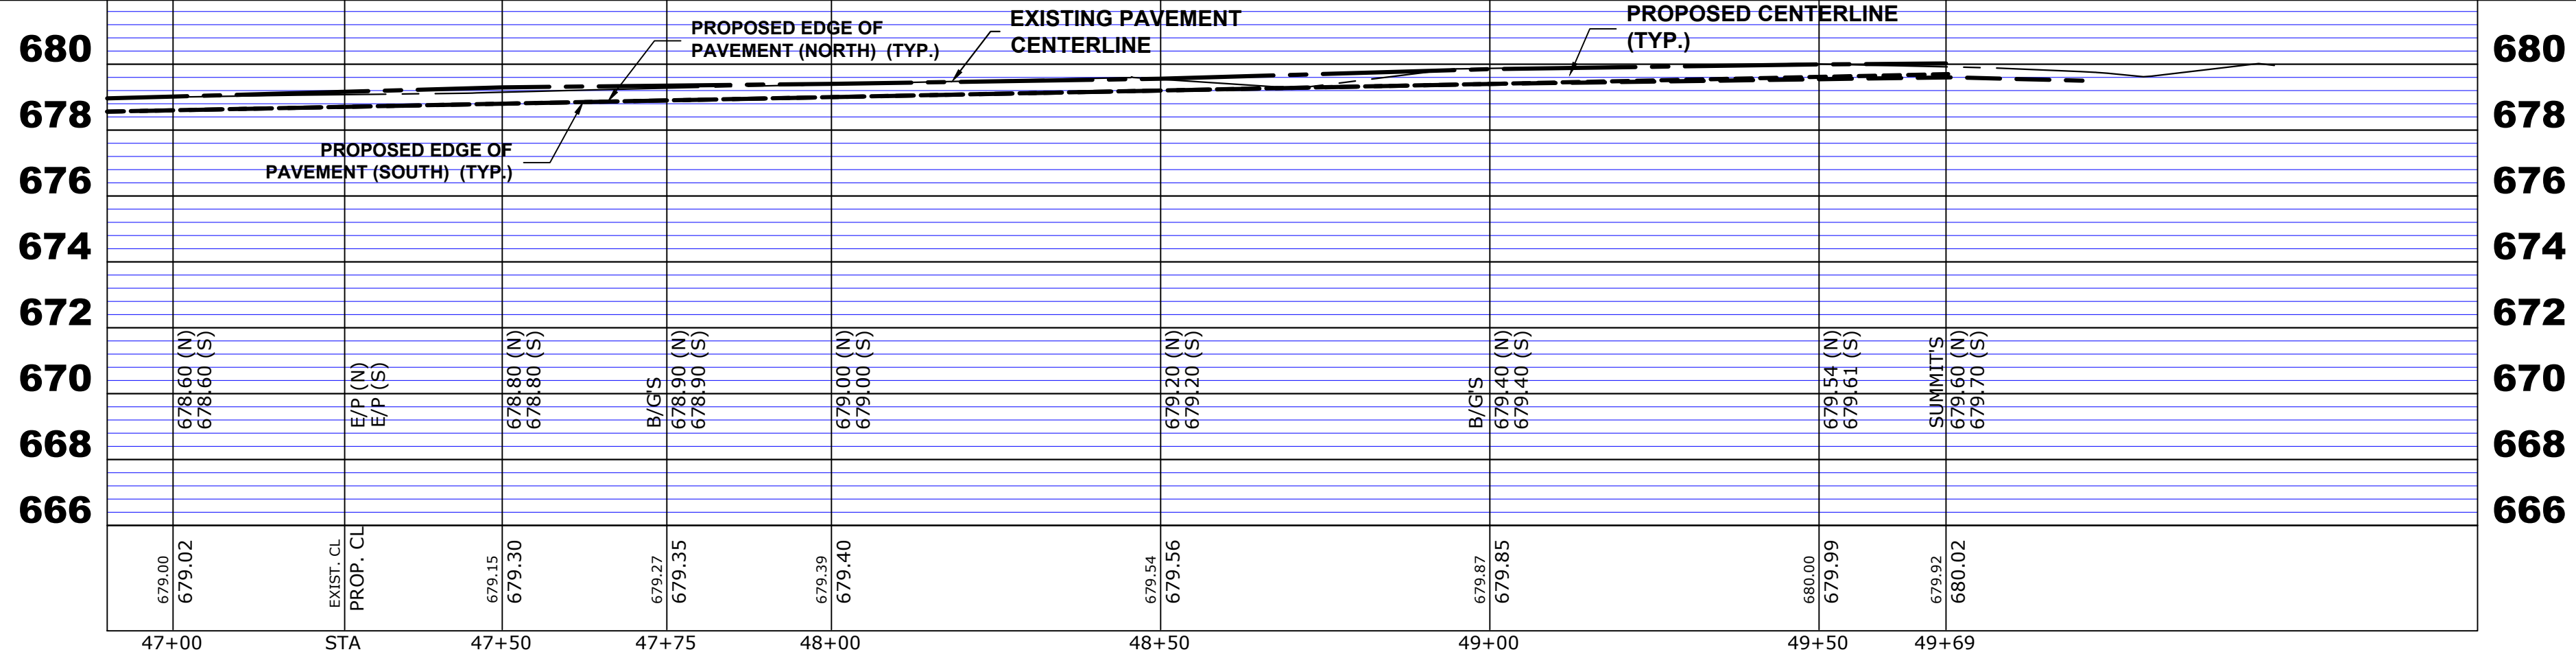 PROPOSED EDGE OF
PAVEMENT (NORTH) (TYP.)
EXISTING PAVEMENT
CENTERLINE
PROPOSED CENTERLINE
(TYP.)
680
680
678
678
PROPOSED EDGE OF
PAVEMENT (SOUTH) (TYP.)
676
676
674
674
672
672
670
670
668
668
666
666
678.60 (N)
678.60 (S)
E/P (N)
E/P (S)
678.80 (N)
678.80 (S)
B/G'S
678.90 (N)
678.90 (S)
679.00 (N)
679.00 (S)
679.20 (N)
679.20 (S)
B/G'S
679.40 (N)
679.40 (S)
679.54 (N)
679.61 (S)
SUMMIT'S
679.60 (N)
679.70 (S)
679.00
679.02
EXIST. CL
PROP. CL
679.15
679.30
679.27
679.35
679.39
679.40
679.54
679.56
679.87
679.85
680.00
679.99
679.92
680.02
47+00
STA
47+50
47+75
48+00
48+50
49+00
49+50
49+69